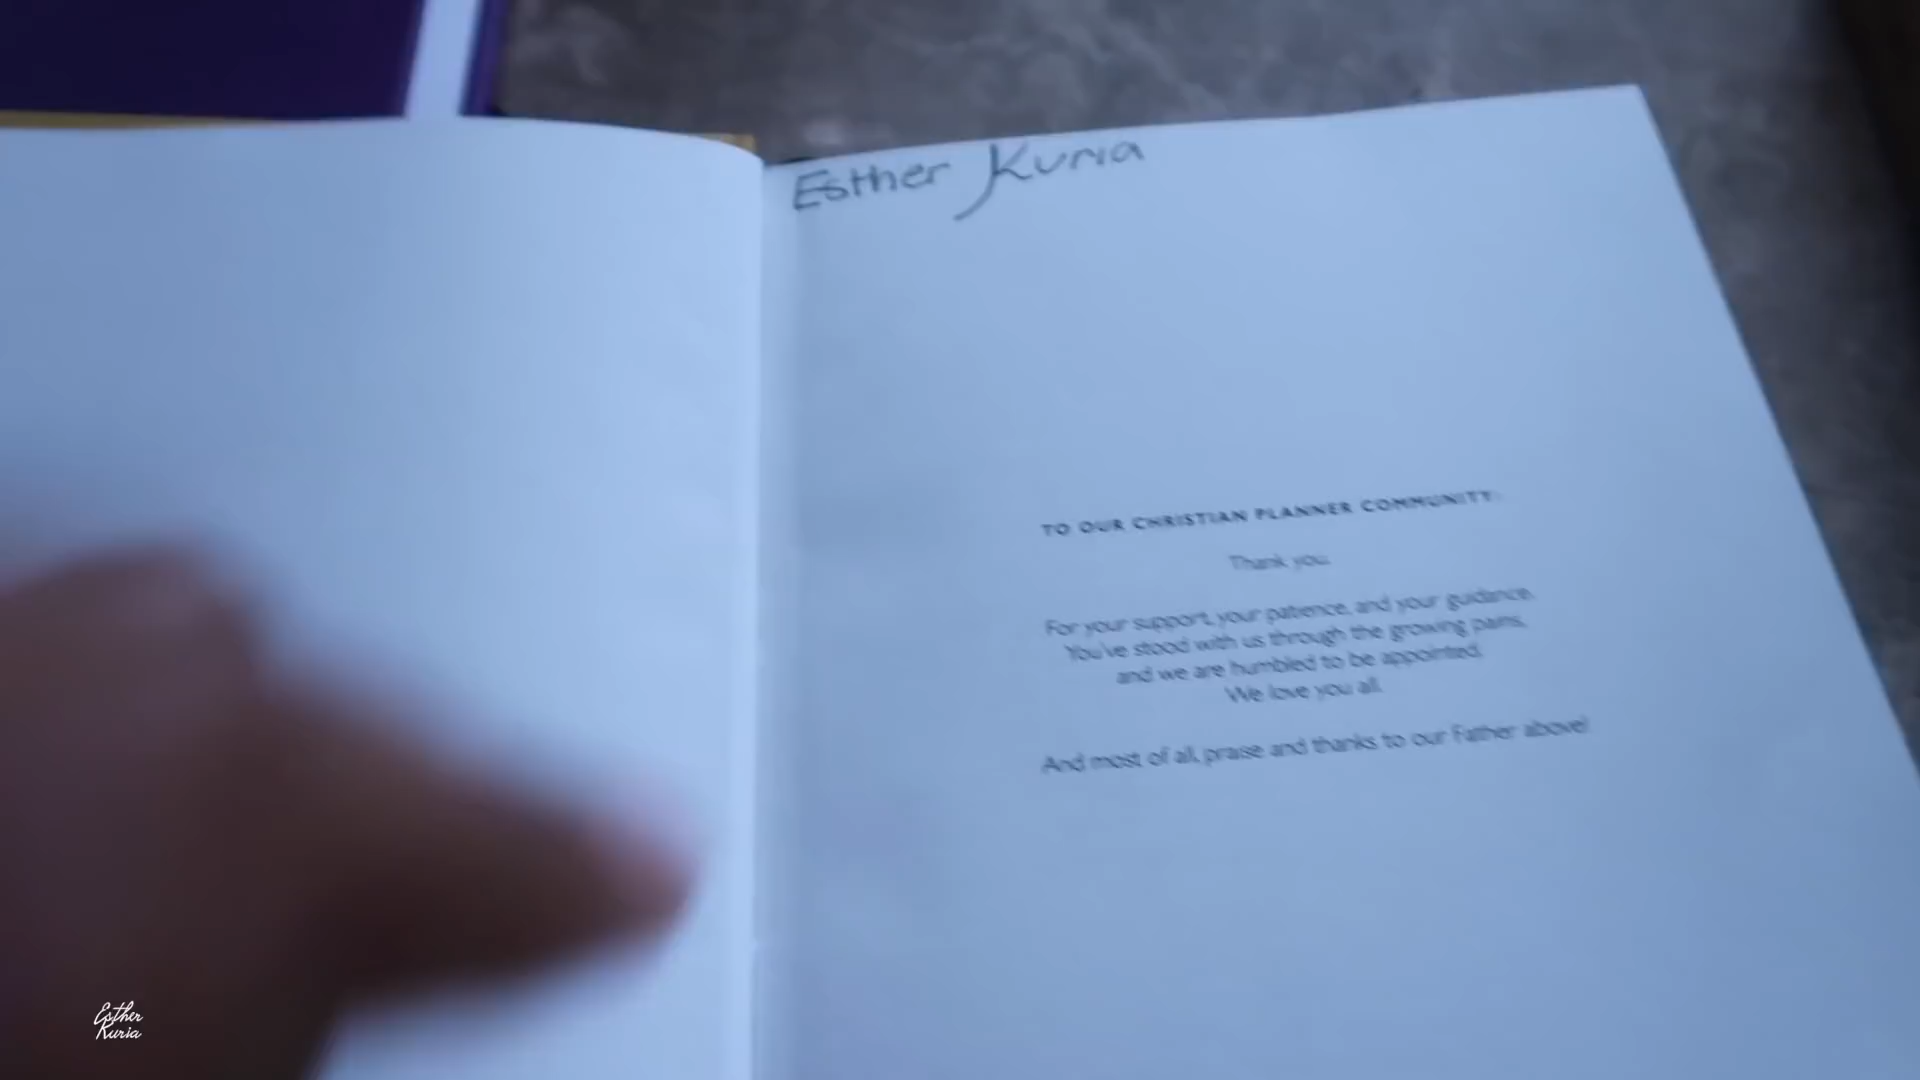 Esther Kuria
TO OUR CHRISTIAN PLANNER COMMUNITY:
Thank you.
For your support, your patience, and your guidance.
You've stood with us through the growing pains,
and we are humbled to be appointed.
We love you all.
And most of all, praise and thanks to our Father above!
Esther
Kuria